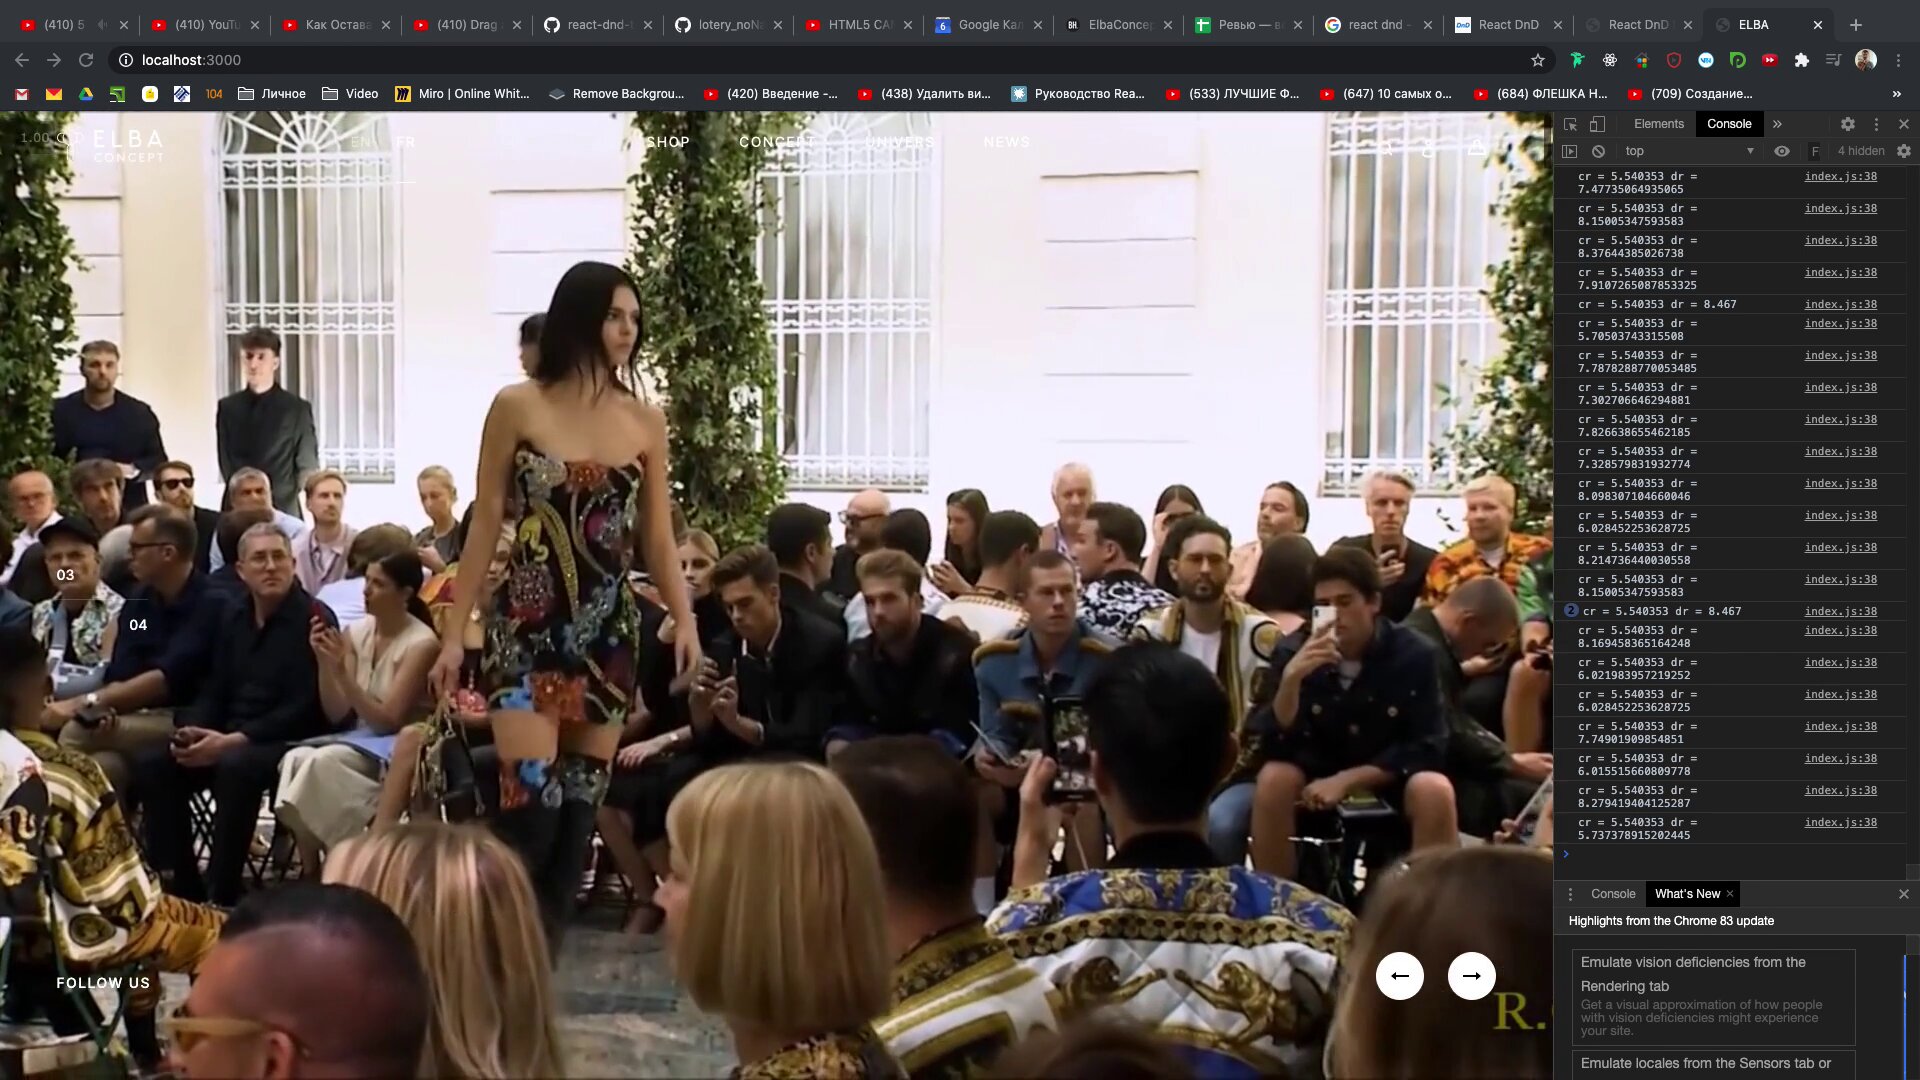 (410) 5
(410) YouTu
Как Остава
(410) Drag
react-dnd-t
lotery_noNa
HTML5 CAN
Google Кал
ElbaConcep
Ревью — в
react dnd -
React DnD
React DnD
ELBA
localhost:3000
104
Личное
Video
Miro | Online Whit...
Remove Backgrou...
(420) Введение -...
(438) Удалить ви...
Руководство Rea...
(533) ЛУЧШИЕ Ф...
(647) 10 самых о...
(684) ФЛЕШКА Н...
(709) Создание...
»
1.00
ELBA
CONCEPT
EN
FR
SHOP
CONCEPT
UNIVERS
NEWS
03
04
FOLLOW US
R.
Elements
Console
»
top
F
4 hidden
cr = 5.540353 dr = index.js:38
7.47735064935065
cr = 5.540353 dr = index.js:38
8.15005347593583
cr = 5.540353 dr = index.js:38
8.37644385026738
cr = 5.540353 dr = index.js:38
7.9107265087853325
cr = 5.540353 dr = 8.467 index.js:38
cr = 5.540353 dr = index.js:38
5.70503743315508
cr = 5.540353 dr = index.js:38
7.7878288770053485
cr = 5.540353 dr = index.js:38
7.302706646294881
cr = 5.540353 dr = index.js:38
7.826638655462185
cr = 5.540353 dr = index.js:38
7.328579831932774
cr = 5.540353 dr = index.js:38
8.098307104660046
cr = 5.540353 dr = index.js:38
6.028452253628725
cr = 5.540353 dr = index.js:38
8.214736440030558
cr = 5.540353 dr = index.js:38
8.15005347593583
2 cr = 5.540353 dr = 8.467 index.js:38
cr = 5.540353 dr = index.js:38
8.169458365164248
cr = 5.540353 dr = index.js:38
6.021983957219252
cr = 5.540353 dr = index.js:38
6.028452253628725
cr = 5.540353 dr = index.js:38
7.74901909854851
cr = 5.540353 dr = index.js:38
6.015515660809778
cr = 5.540353 dr = index.js:38
8.279419404125287
cr = 5.540353 dr = index.js:38
5.737378915202445
Console
What's New
Highlights from the Chrome 83 update
Emulate vision deficiencies from the
Rendering tab
Get a visual approximation of how people
with vision deficiencies might experience
your site.
Emulate locales from the Sensors tab or